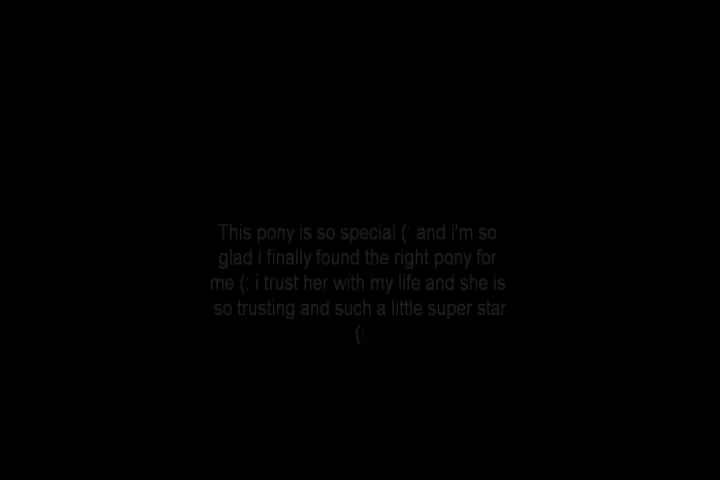 This pony is so special (: and i'm so
glad i finally found the right pony for
me (: i trust her with my life and she is
so trusting and such a little super star
(: